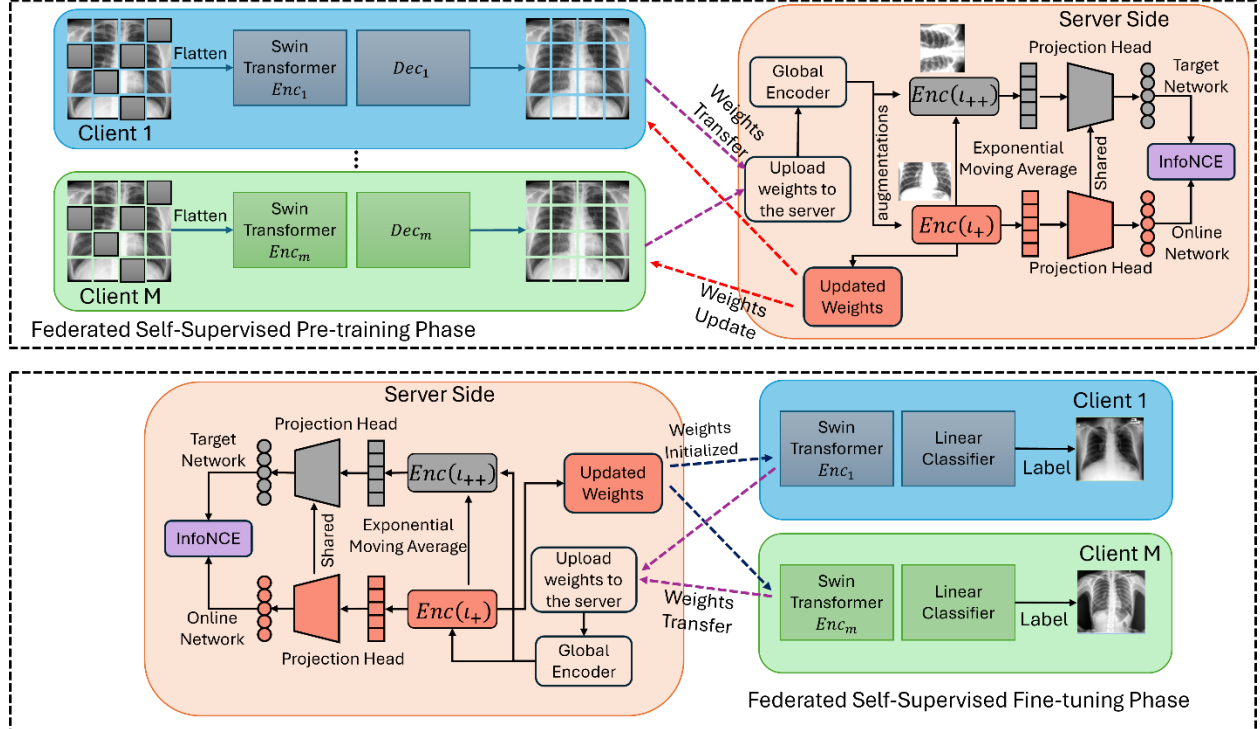 Flatten
Swin
Transformer
Enc₁
Dec₁
Client 1
⋮
Flatten
Swin
Transformer
Encₘ
Decₘ
Client M
Federated Self-Supervised Pre-training Phase
Weights
Transfer
Weights
Update
Server Side
Projection Head
Global
Encoder
Enc(ι₊₊)
Target
Network
augmentations
Upload
weights to
the server
Exponential
Moving Average
Shared
InfoNCE
Enc(ι₊)
Online
Network
Projection Head
Updated
Weights
Server Side
Projection Head
Target
Network
Enc(ι₊₊)
Updated
Weights
InfoNCE
Shared
Exponential
Moving Average
Upload
weights to
the server
Enc(ι₊)
Online
Network
Projection Head
Global
Encoder
Weights
Initialized
Weights
Transfer
Client 1
Swin
Transformer
Enc₁
Linear
Classifier
Label
Client M
Swin
Transformer
Encₘ
Linear
Classifier
Label
Federated Self-Supervised Fine-tuning Phase